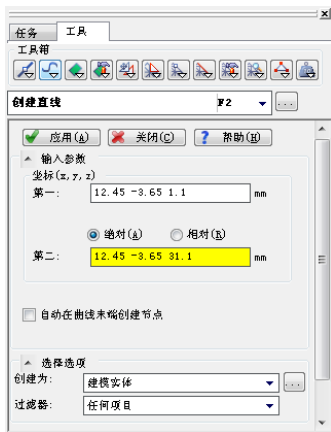 任务 工具
工具箱
创建直线 F2
应用(A) 关闭(C) ? 帮助(H)
输入参数
坐标(x, y, z)
第一: 12.45 -3.65 1.1 mm
绝对(A) 相对(R)
第二: 12.45 -3.65 31.1 mm
自动在曲线末端创建节点
选择选项
创建为: 建模实体 ...
过滤器: 任何项目